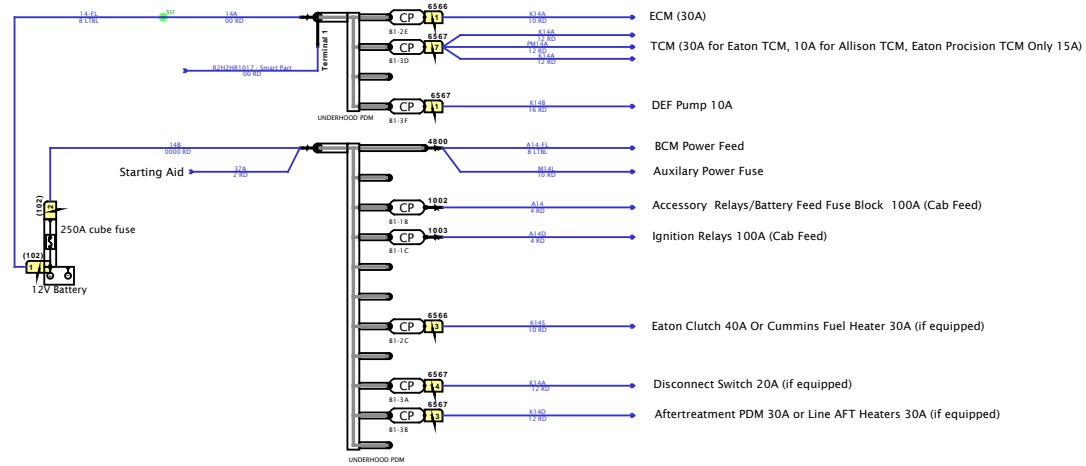 14-FL
8 LTBL
SS1
14A
00 RD
Terminal 1
CP
6566
1
B1-2E
K14A
10 RD
ECM (30A)
CP
6567
7
B1-3D
K14A
12 RD
PM14A
12 RD
K14A
12 RD
TCM (30A for Eaton TCM, 10A for Allison TCM, Eaton Procision TCM Only 15A)
R2H2HR1017 - Smart Part
00 RD
CP
6567
1
B1-3F
K14B
16 RD
DEF Pump 10A
UNDERHOOD PDM
14B
0000 RD
4800
A14-FL
8 LTBL
BCM Power Feed
Starting Aid
37A
2 RD
M14L
10 RD
Auxilary Power Fuse
(102)
2
250A cube fuse
(102)
1
12V Battery
CP
1002
B1-1B
A14
4 RD
Accessory Relays/Battery Feed Fuse Block 100A (Cab Feed)
CP
1003
B1-1C
A14D
4 RD
Ignition Relays 100A (Cab Feed)
CP
6566
3
B1-2C
K14S
10 RD
Eaton Clutch 40A Or Cummins Fuel Heater 30A (if equipped)
CP
6567
4
B1-3A
K14A
12 RD
Disconnect Switch 20A (if equipped)
CP
6567
3
B1-3B
K14D
12 RD
Aftertreatment PDM 30A or Line AFT Heaters 30A (if equipped)
UNDERHOOD PDM